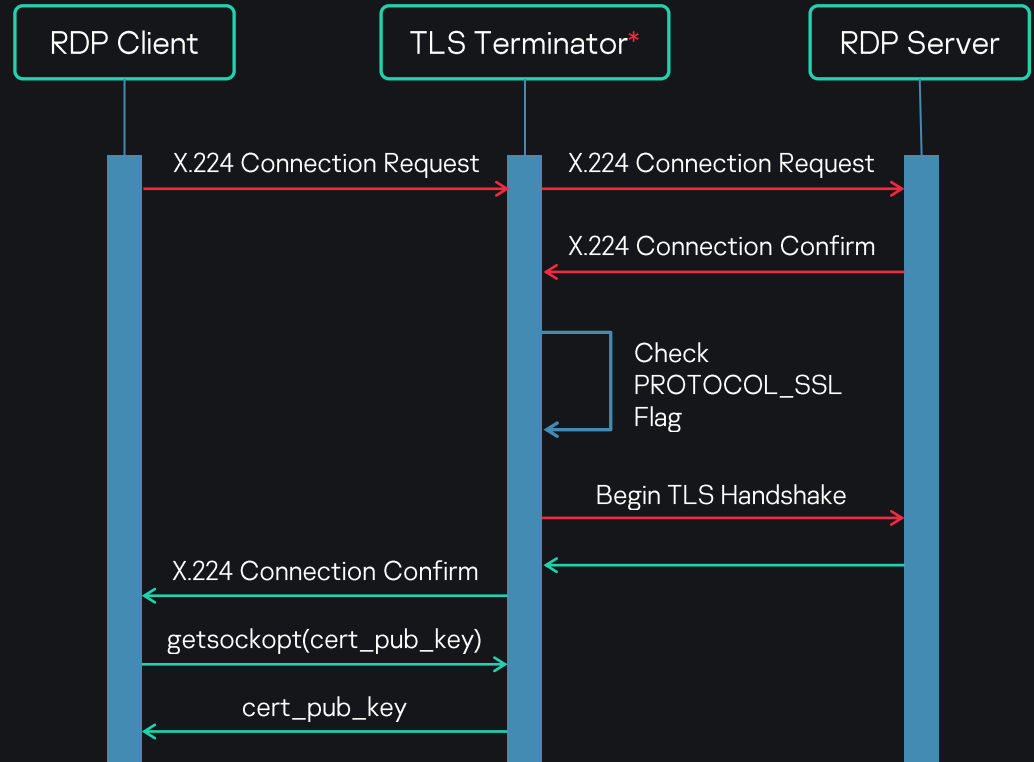 RDP Client
TLS Terminator*
RDP Server
X.224 Connection Request
X.224 Connection Request
X.224 Connection Confirm
Check
PROTOCOL_SSL
Flag
Begin TLS Handshake
X.224 Connection Confirm
getsockopt(cert_pub_key)
cert_pub_key